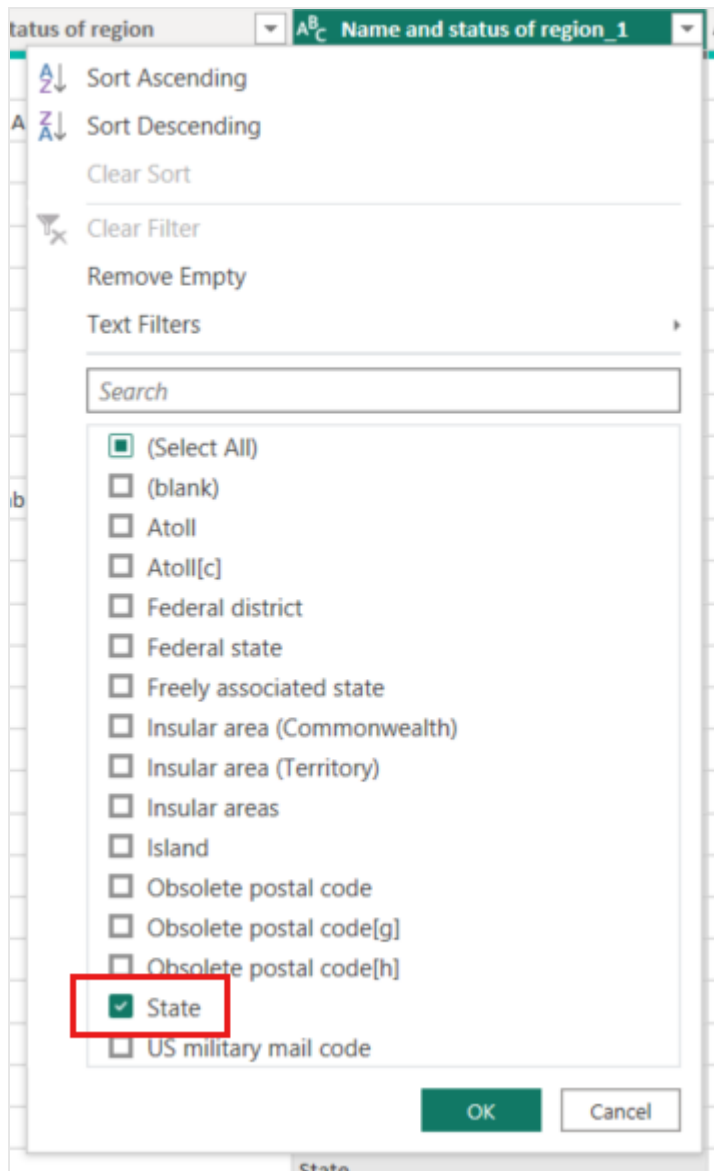 tatus of region
ABC Name and status of region_1
A
Sort Ascending
Sort Descending
Clear Sort
Clear Filter
Remove Empty
Text Filters
Search
(Select All)
(blank)
Atoll
Atoll[c]
Federal district
Federal state
Freely associated state
Insular area (Commonwealth)
Insular area (Territory)
Insular areas
Island
Obsolete postal code
Obsolete postal code[g]
Obsolete postal code[h]
State
US military mail code
OK
Cancel
State